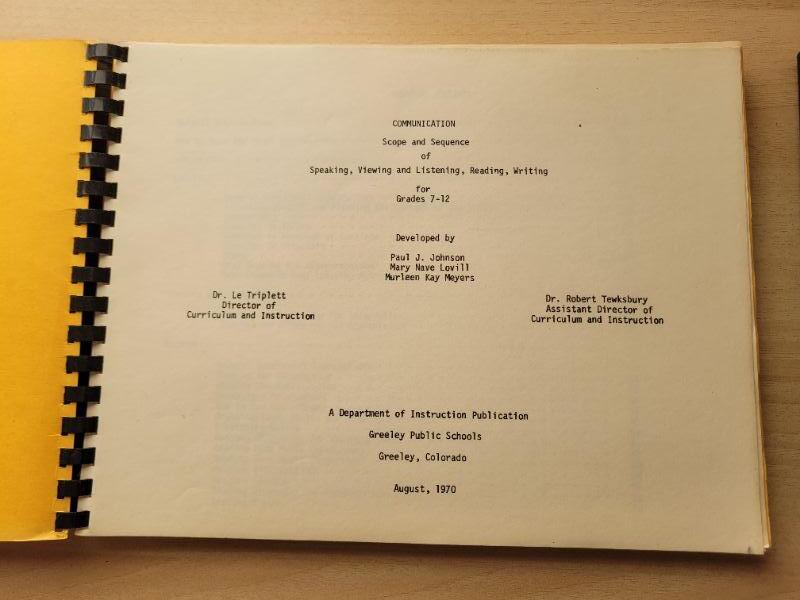 COMMUNICATION
Scope and Sequence
of
Speaking, Viewing and Listening, Reading, Writing
for
Grades 7-12
Developed by
Paul J. Johnson
Mary Nave Lovill
Murleen Kay Meyers
Dr. Le Triplett
Director of
Curriculum and Instruction
Dr. Robert Tewksbury
Assistant Director of
Curriculum and Instruction
A Department of Instruction Publication
Greeley Public Schools
Greeley, Colorado
August, 1970